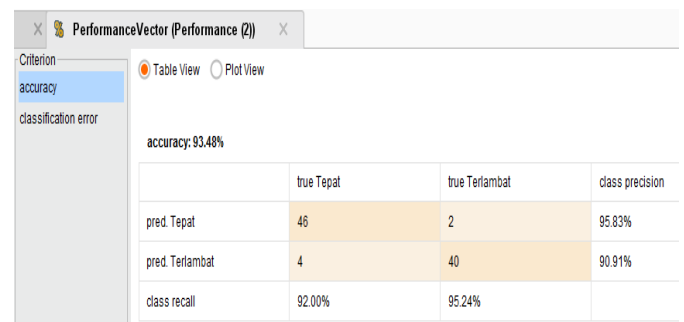 PerformanceVector (Performance (2))
Criterion
accuracy
classification error
Table View Plot View
accuracy: 93.48%
true Tepat true Terlambat class precision
pred. Tepat 46 2 95.83%
pred. Terlambat 4 40 90.91%
class recall 92.00% 95.24%